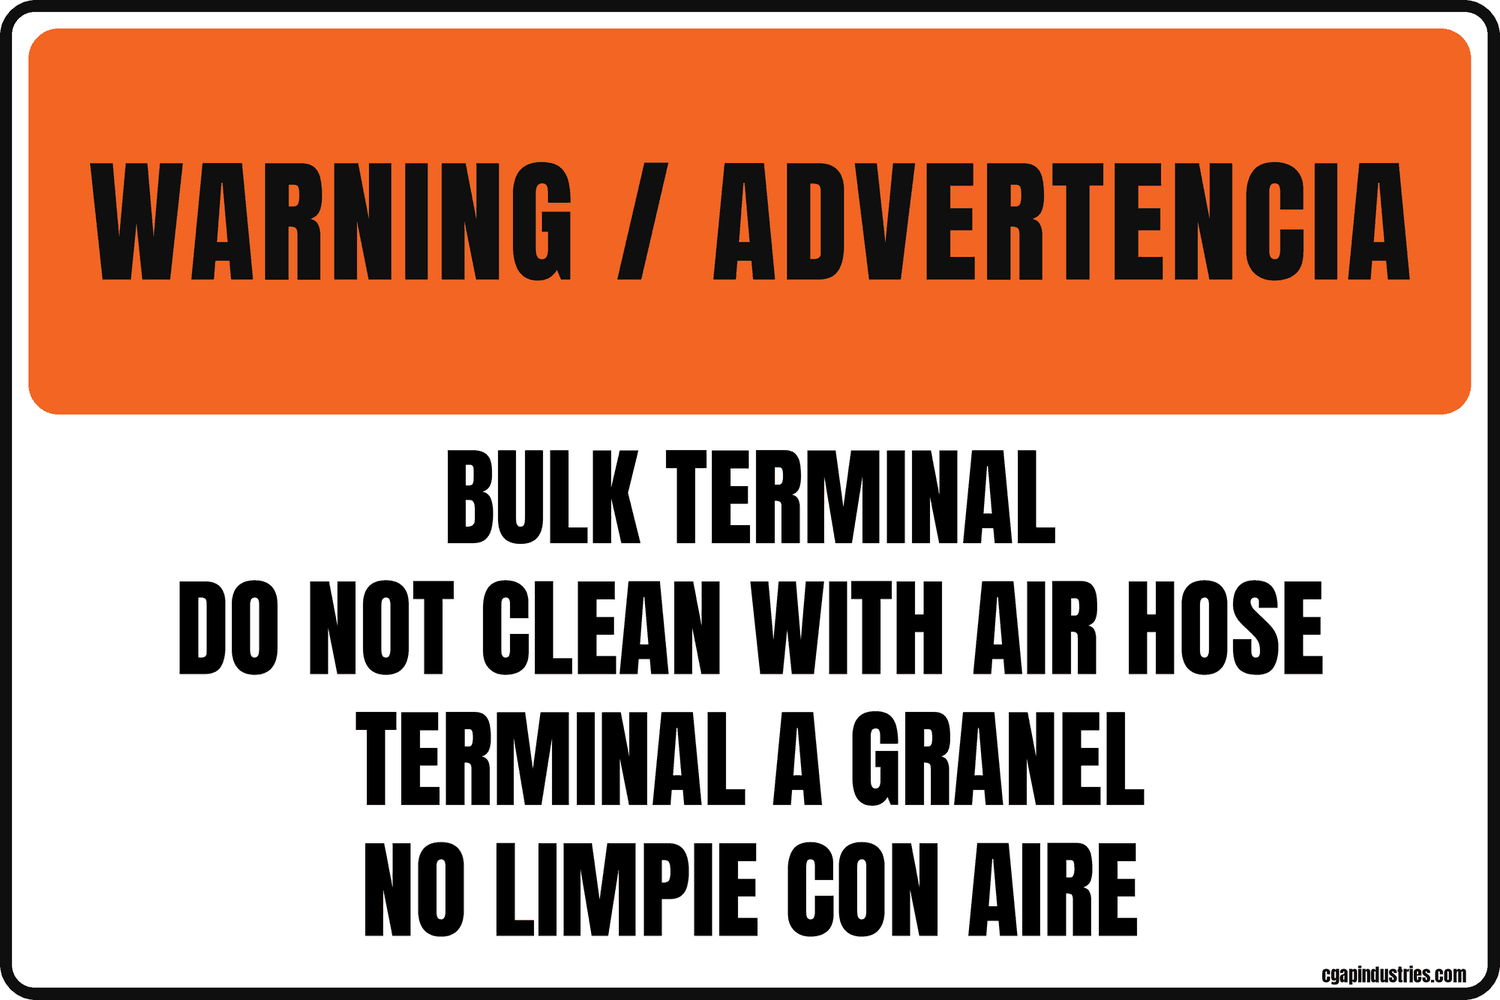 WARNING / ADVERTENCIA
BULK TERMINAL
DO NOT CLEAN WITH AIR HOSE
TERMINAL A GRANEL
NO LIMPIE CON AIRE
cgapindustries.com